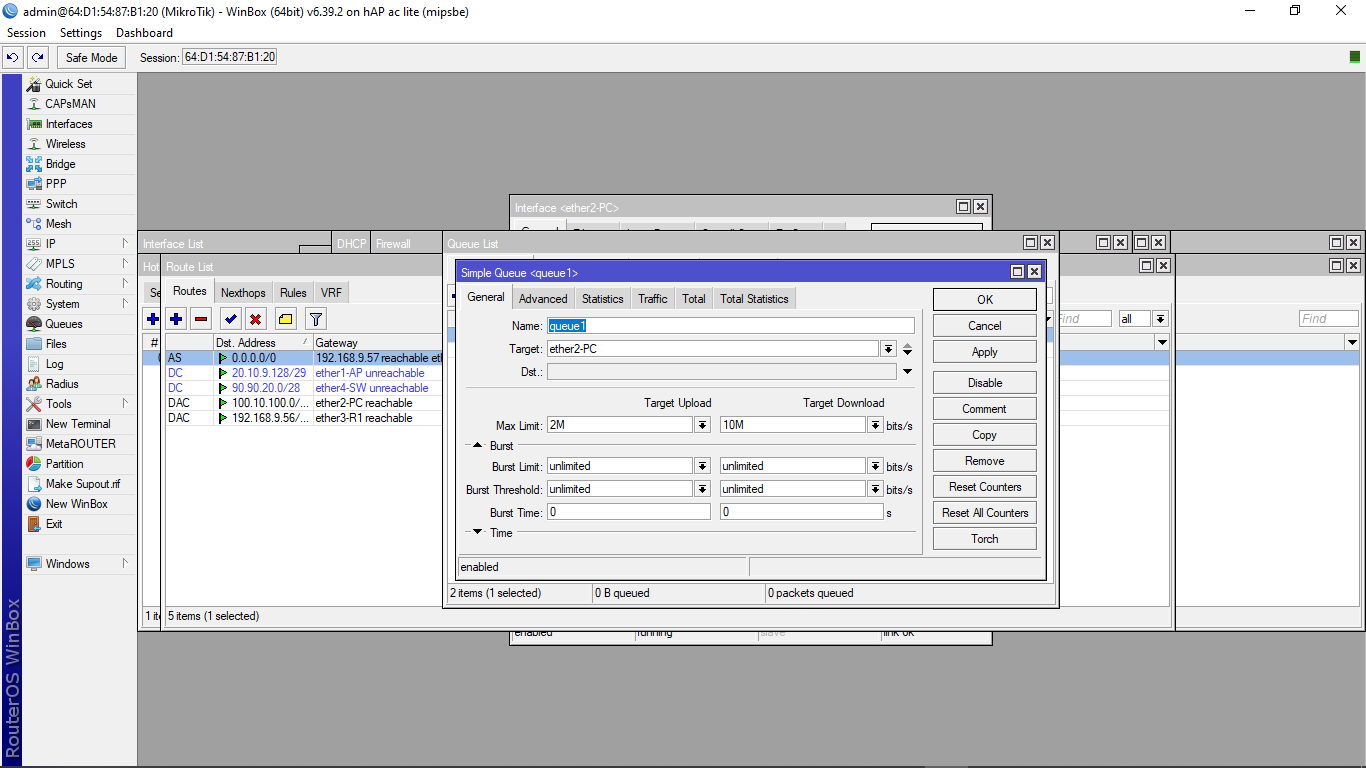 admin@64:D1:54:87:B1:20 (MikroTik) - WinBox (64bit) v6.39.2 on hAP ac lite (mipsbe)
Session Settings Dashboard
Safe Mode Session: 64:D1:54:87:B1:20
Quick Set
CAPsMAN
Interfaces
Wireless
Bridge
PPP
Switch
Mesh
IP
MPLS
Routing
System
Queues
Files
Log
Radius
Tools
New Terminal
MetaROUTER
Partition
Make Supout.rif
New WinBox
Exit
Windows
RouterOS WinBox
Interface <ether2-PC>
Interface List DHCP Firewall
Route List
Routes Nexthops Rules VRF
#
Dst. Address / Gateway
AS 0.0.0.0/0 192.168.9.57 reachable et
DC 20.10.9.128/29 ether1-AP unreachable
DC 90.90.20.0/28 ether4-SW unreachable
DAC 100.10.100.0/... ether2-PC reachable
DAC 192.168.9.56/... ether3-R1 reachable
5 items (1 selected)
Queue List
Simple Queue <queue1>
General Advanced Statistics Traffic Total Total Statistics
Name: queue1
Target: ether2-PC
Dst.:
Target Upload Target Download
Max Limit: 2M 10M bits/s
Burst
Burst Limit: unlimited unlimited bits/s
Burst Threshold: unlimited unlimited bits/s
Burst Time: 0 0 s
Time
enabled
OK
Cancel
Apply
Disable
Comment
Copy
Remove
Reset Counters
Reset All Counters
Torch
2 items (1 selected) 0 B queued 0 packets queued
Find all
Find
enabled running slave link ok